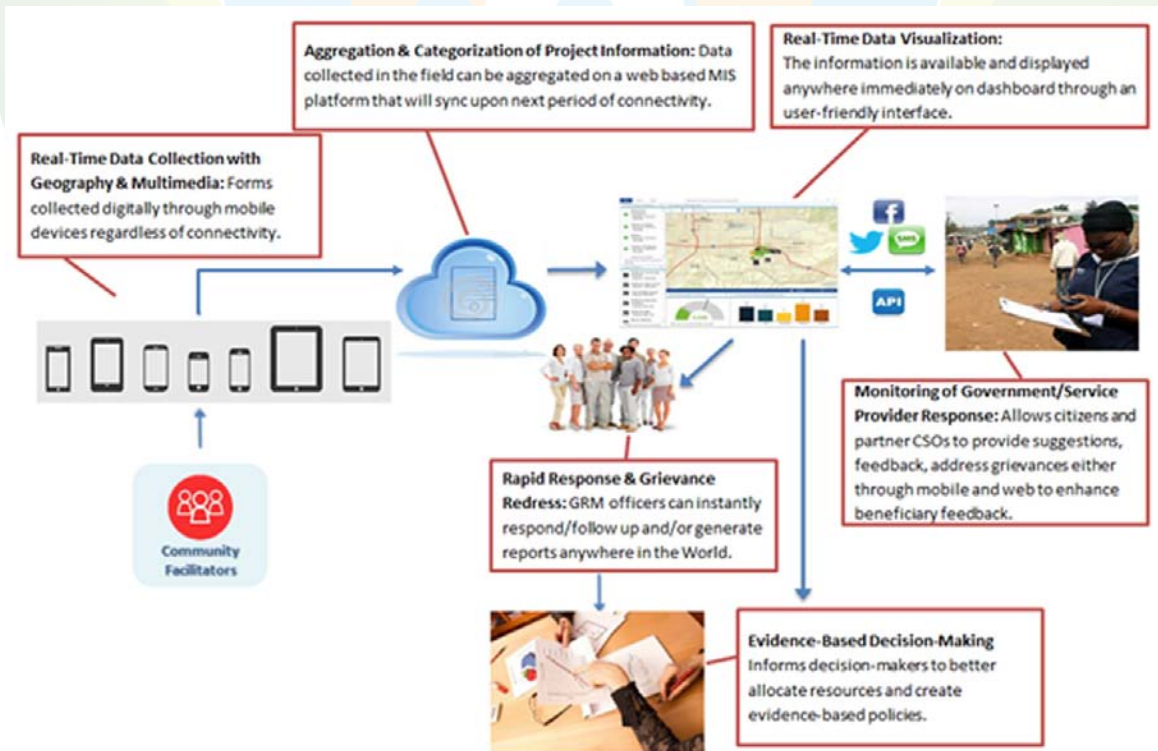 Aggregation & Categorization of Project Information: Data
collected in the field can be aggregated on a web based MIS
platform that will sync upon next period of connectivity.
Real-Time Data Visualization:
The information is available and displayed
anywhere immediately on dashboard through an
user-friendly interface.
Real-Time Data Collection with
Geography & Multimedia: Forms
collected digitally through mobile
devices regardless of connectivity.
SMS
API
Monitoring of Government/Service
Provider Response: Allows citizens and
partner CSOs to provide suggestions,
feedback, address grievances either
through mobile and web to enhance
beneficiary feedback.
Rapid Response & Grievance
Redress: GRM officers can instantly
respond/follow up and/or generate
reports anywhere in the World.
Community
Facilitators
Evidence-Based Decision-Making
Informs decision-makers to better
allocate resources and create
evidence-based policies.